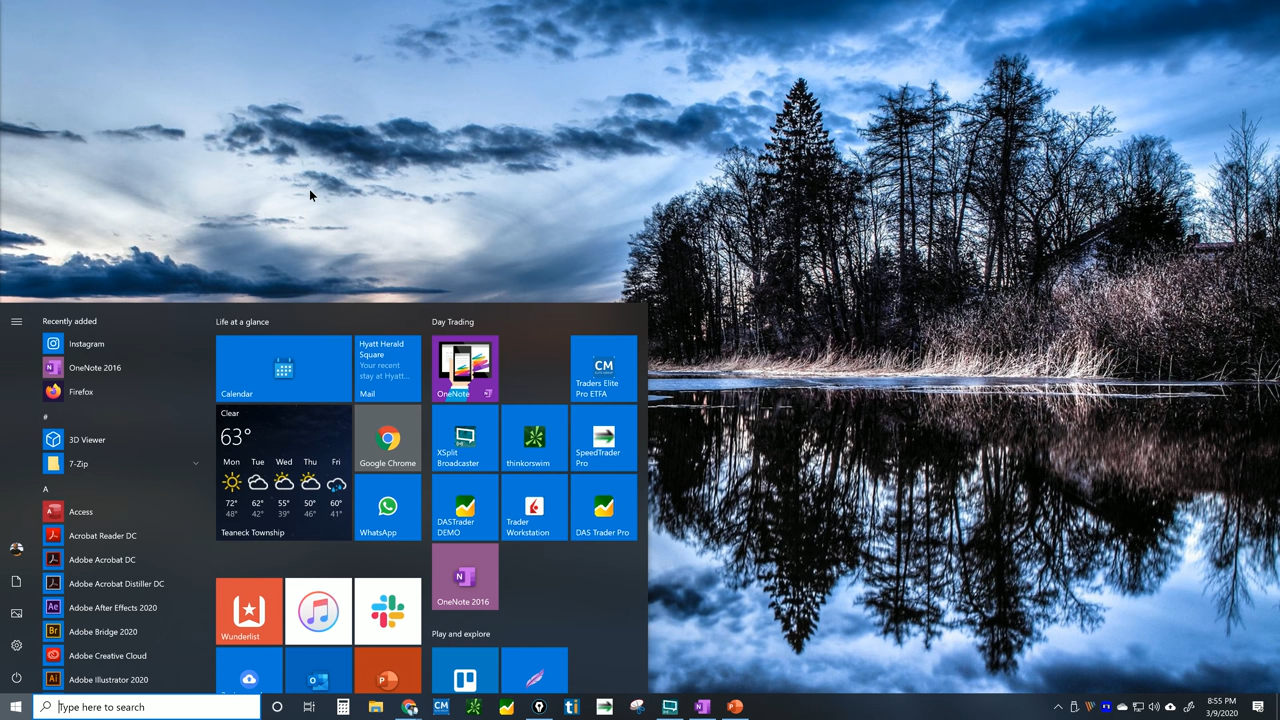 Recently added
Instagram
OneNote 2016
Firefox
#
3D Viewer
7-Zip
A
Access
Acrobat Reader DC
Adobe Acrobat DC
Adobe Acrobat Distiller DC
Adobe After Effects 2020
Adobe Bridge 2020
Adobe Creative Cloud
Adobe Illustrator 2020
Life at a glance
Calendar
Hyatt Herald
Square
Your recent
stay at Hyatt...
Mail
Clear
63°
Mon Tue Wed Thu Fri
72° 62° 55° 50° 60°
48° 42° 39° 46° 41°
Teaneck Township
Google Chrome
WhatsApp
Wunderlist
Day Trading
OneNote
CM
Traders Elite
Pro ETFA
XSplit
Broadcaster
thinkorswim
SpeedTrader
Pro
DASTrader
DEMO
Trader
Workstation
DAS Trader Pro
OneNote 2016
Play and explore
Type here to search
CM
8:55 PM
3/9/2020